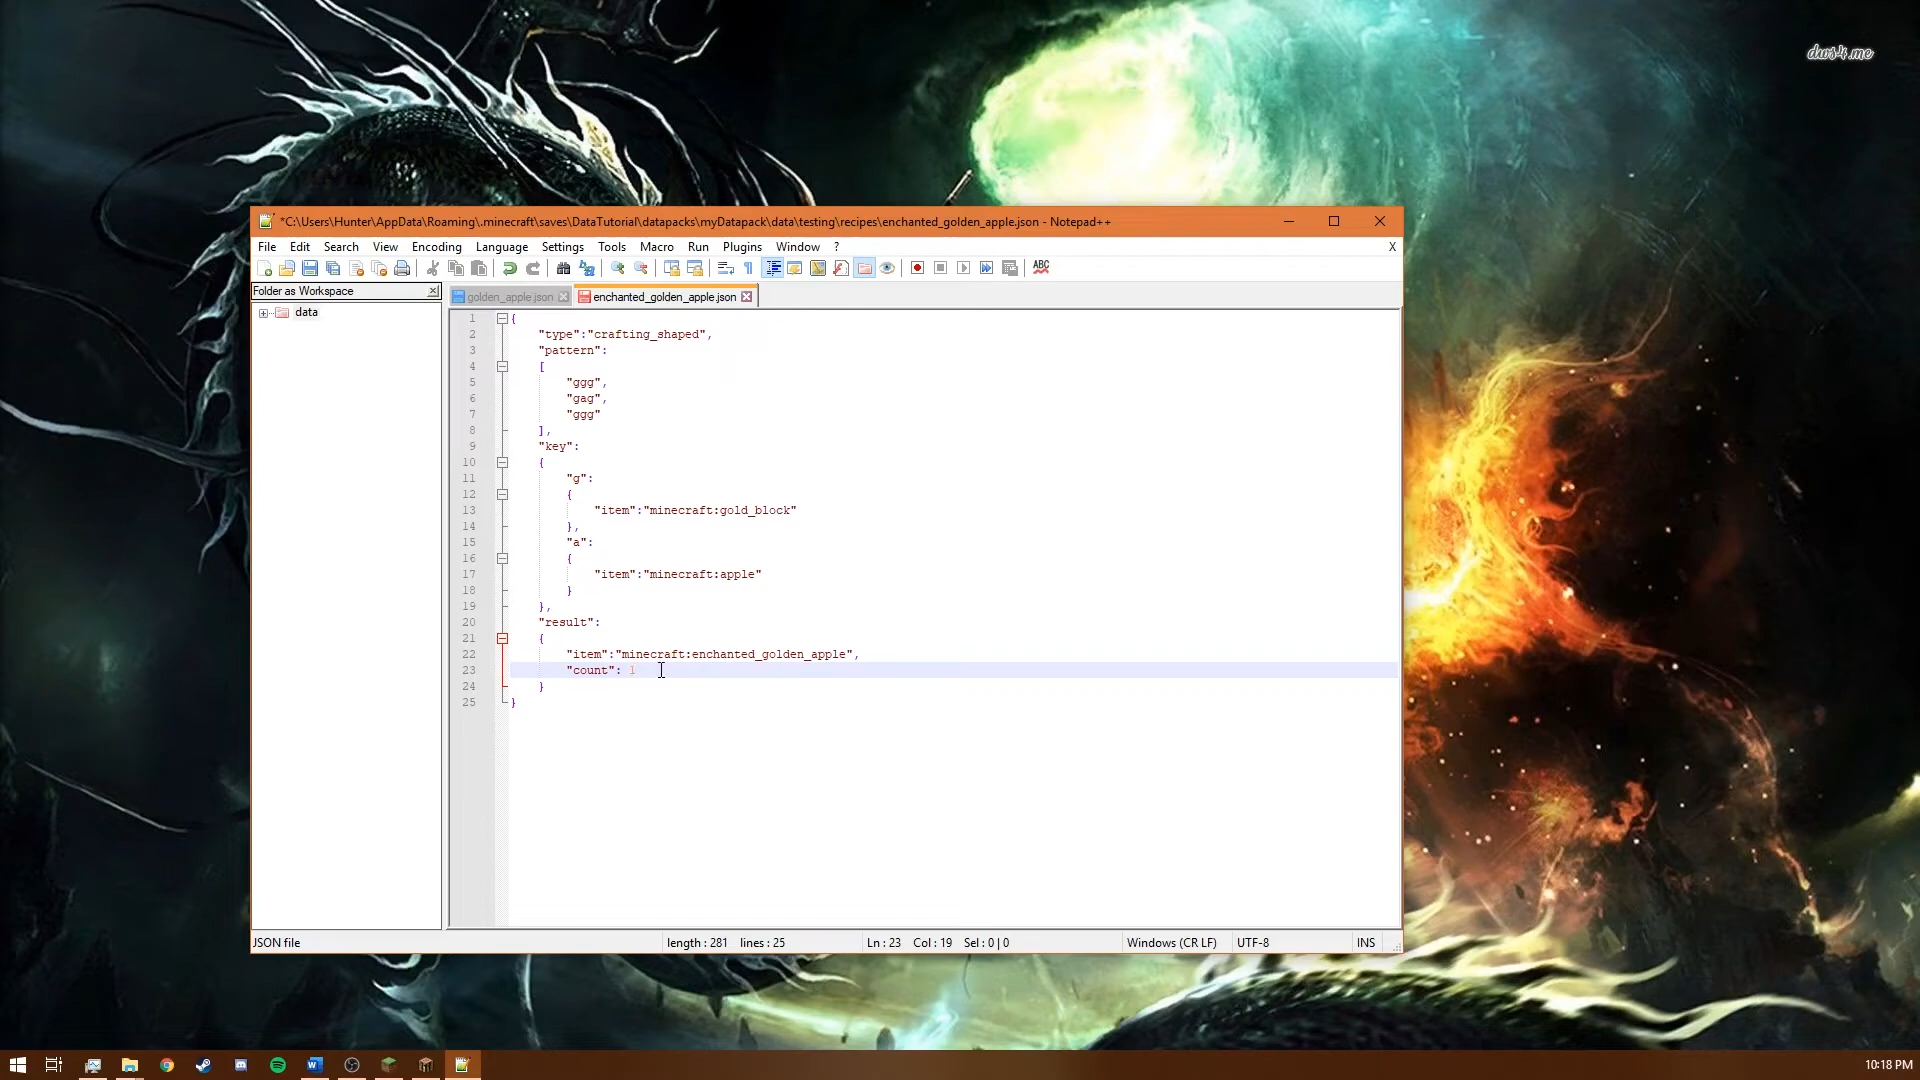 dws4.me
*C:\Users\Hunter\AppData\Roaming\.minecraft\saves\DataTutorial\datapacks\myDatapack\data\testing\recipes\enchanted_golden_apple.json - Notepad++
File Edit Search View Encoding Language Settings Tools Macro Run Plugins Window ? X
ABC
Folder as Workspace
golden_apple.json enchanted_golden_apple.json
data
1 {
2 "type":"crafting_shaped",
3 "pattern":
4 [
5 "ggg",
6 "gag",
7 "ggg"
8 ],
9 "key":
10 {
11 "g":
12 {
13 "item":"minecraft:gold_block"
14 },
15 "a":
16 {
17 "item":"minecraft:apple"
18 }
19 },
20 "result":
21 {
22 "item":"minecraft:enchanted_golden_apple",
23 "count": 1
24 }
25 }
JSON file length : 281 lines : 25 Ln : 23 Col : 19 Sel : 0 | 0 Windows (CR LF) UTF-8 INS
10:18 PM